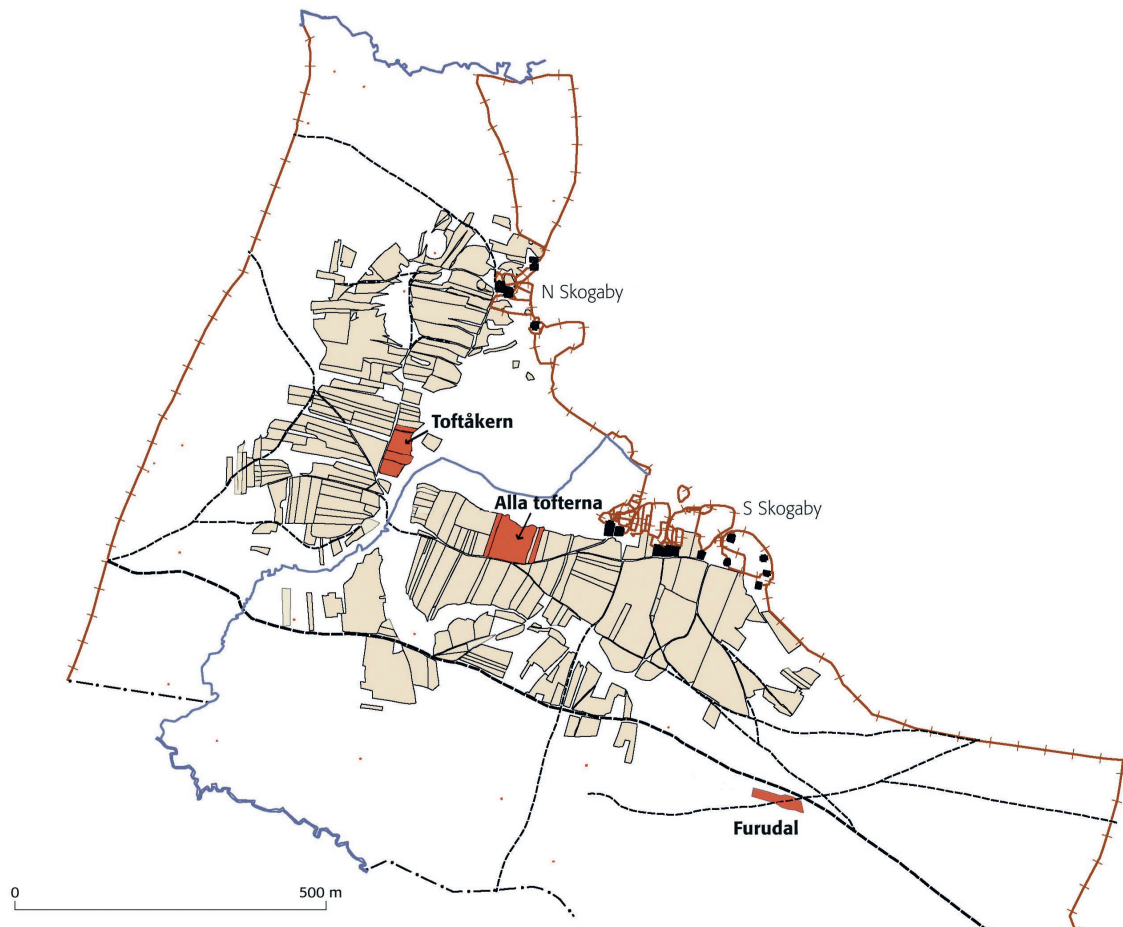 N Skogaby
Toftåkern
Alla tofterna
S Skogaby
Furudal
0 500 m